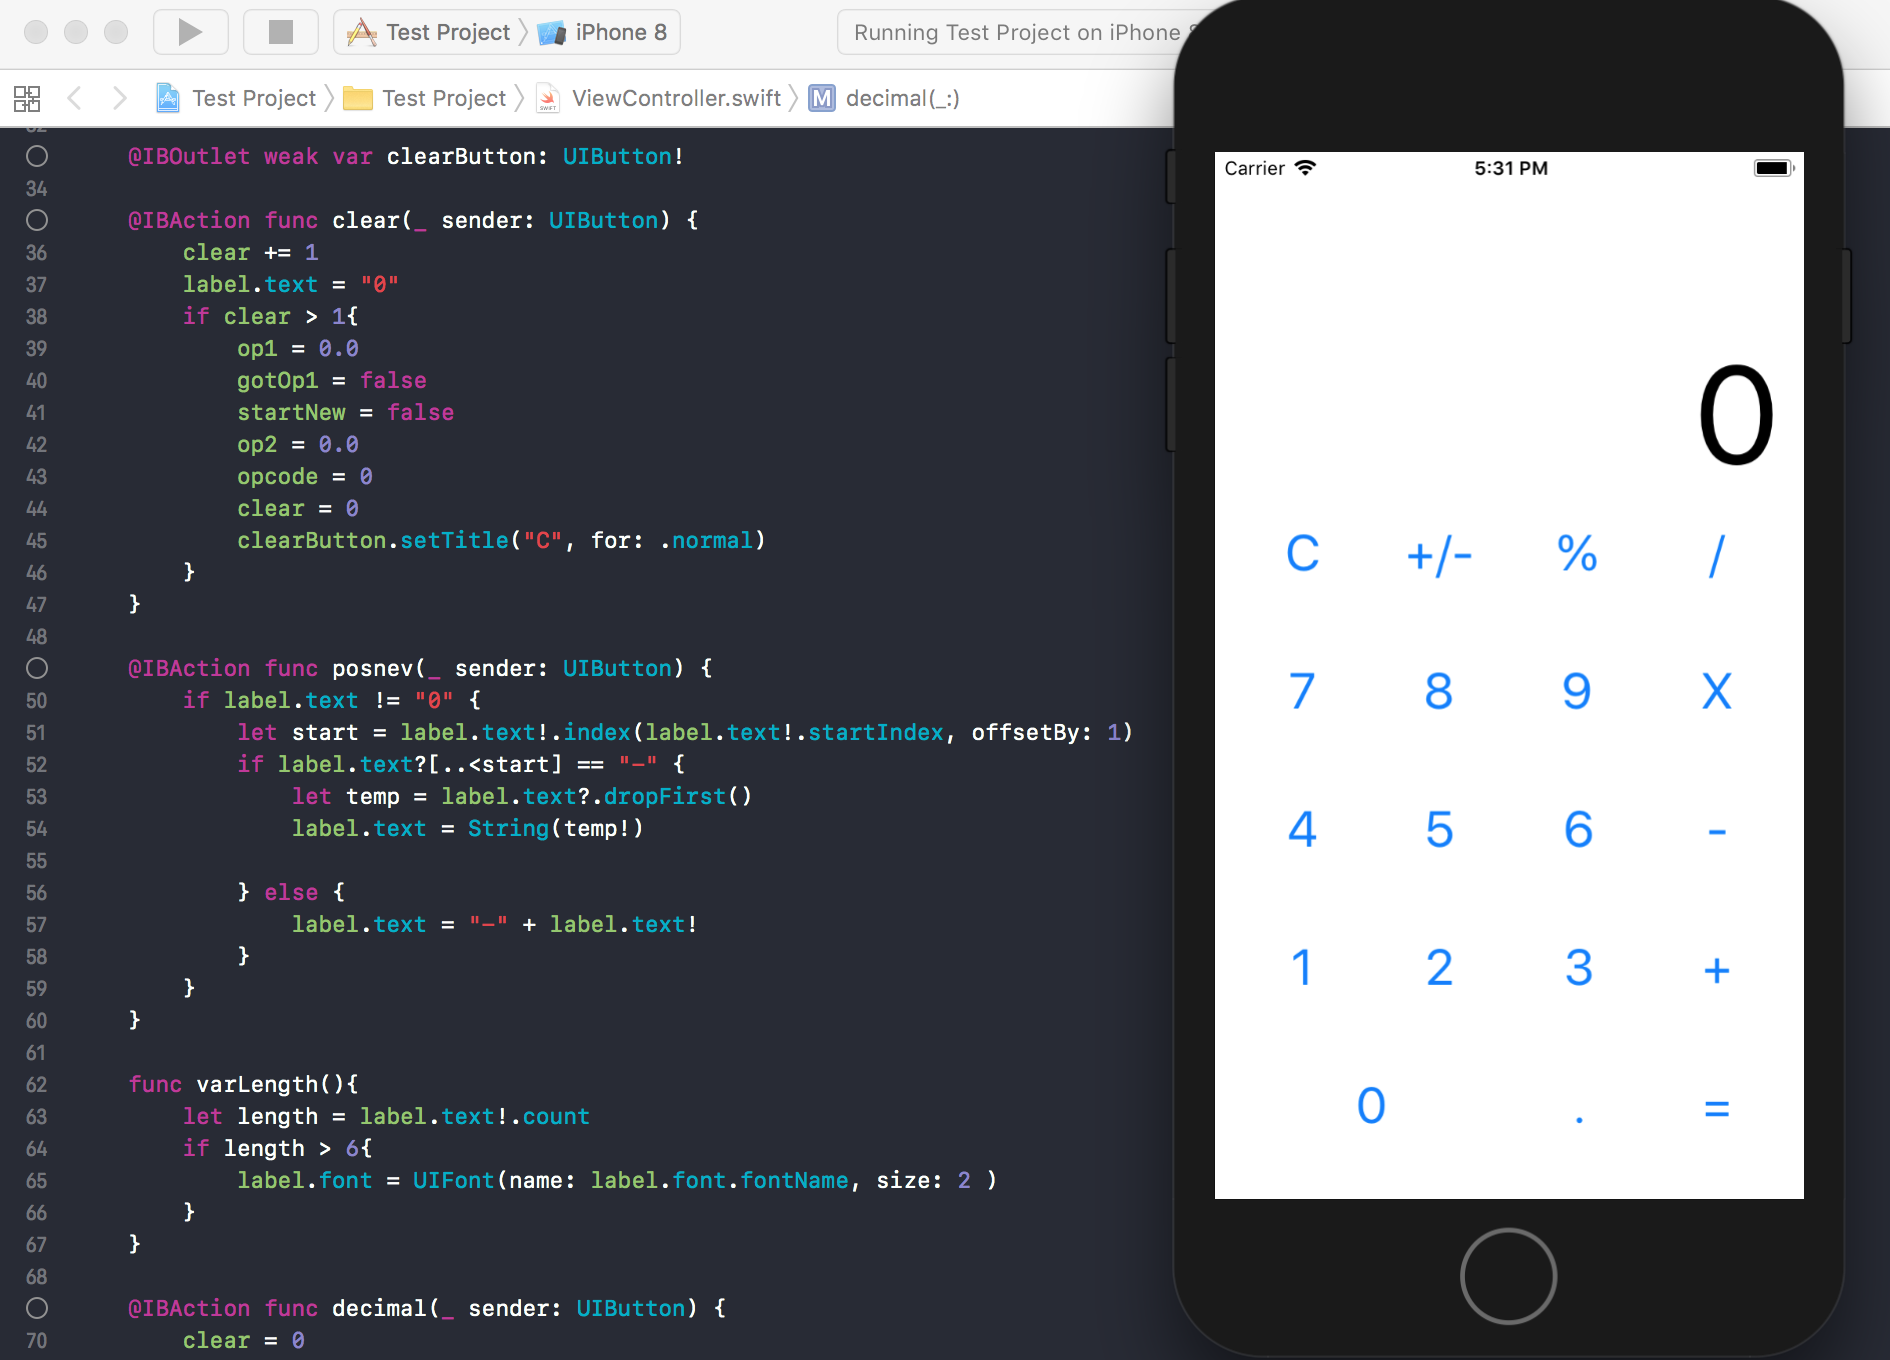 Test Project iPhone 8 Running Test Project on iPhone
Test Project Test Project ViewController.swift M decimal(_:)
@IBOutlet weak var clearButton: UIButton!
34
@IBAction func clear(_ sender: UIButton) {
36 clear += 1
37 label.text = "0"
38 if clear > 1{
39 op1 = 0.0
40 gotOp1 = false
41 startNew = false
42 op2 = 0.0
43 opcode = 0
44 clear = 0
45 clearButton.setTitle("C", for: .normal)
46 }
47 }
48
@IBAction func posnev(_ sender: UIButton) {
50 if label.text != "0" {
51 let start = label.text!.index(label.text!.startIndex, offsetBy: 1)
52 if label.text?[..<start] == "-" {
53 let temp = label.text?.dropFirst()
54 label.text = String(temp!)
55
56 } else {
57 label.text = "-" + label.text!
58 }
59 }
60 }
61
62 func varLength(){
63 let length = label.text!.count
64 if length > 6{
65 label.font = UIFont(name: label.font.fontName, size: 2 )
66 }
67 }
68
@IBAction func decimal(_ sender: UIButton) {
70 clear = 0
Carrier 5:31 PM
0
C +/- % /
7 8 9 X
4 5 6 -
1 2 3 +
0 . =